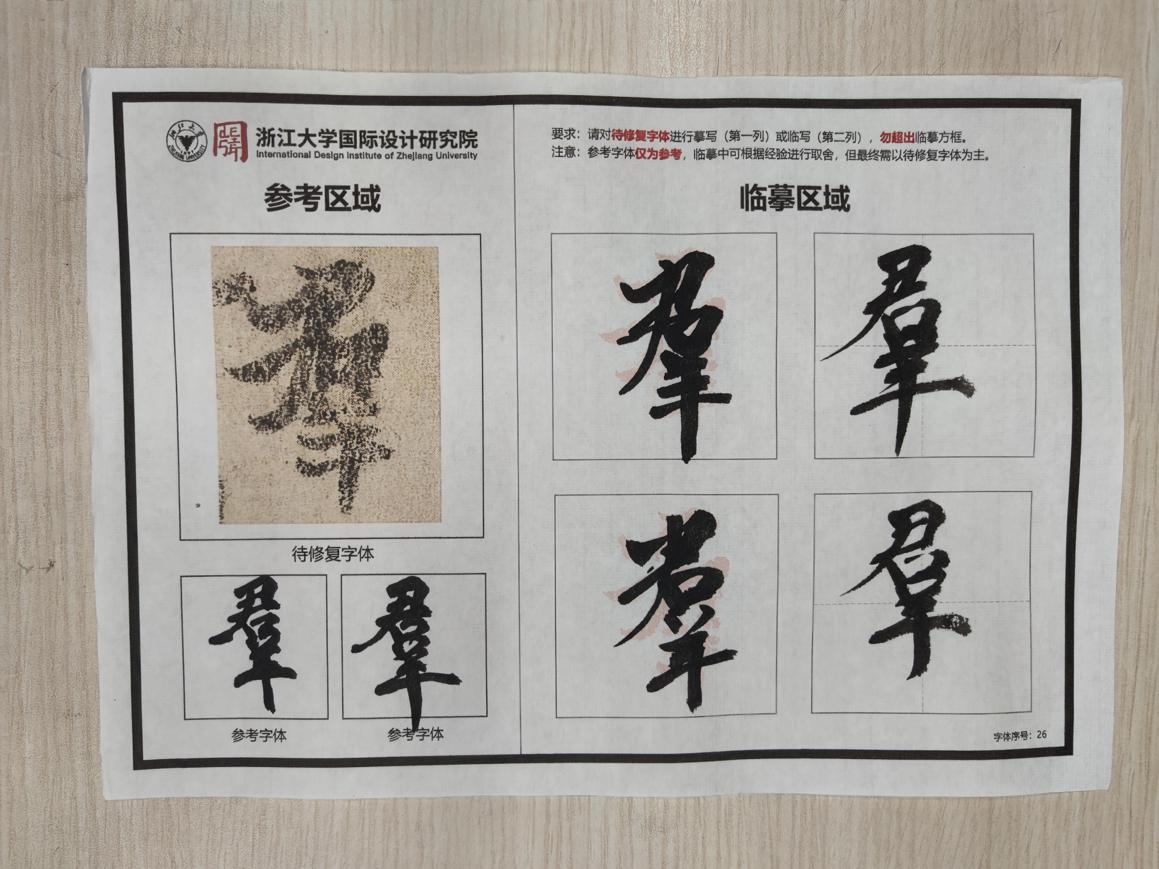 浙江大学国际设计研究院
International Design Institute of Zhejiang University
要求：请对待修复字体进行摹写（第一列）或临写（第二列），勿超出临摹方框。
注意：参考字体仅为参考，临摹中可根据经验进行取舍，但最终需以待修复字体为主。
参考区域
羣
待修复字体
羣 羣
参考字体 参考字体
临摹区域
羣 羣
羣 羣
字体序号：26